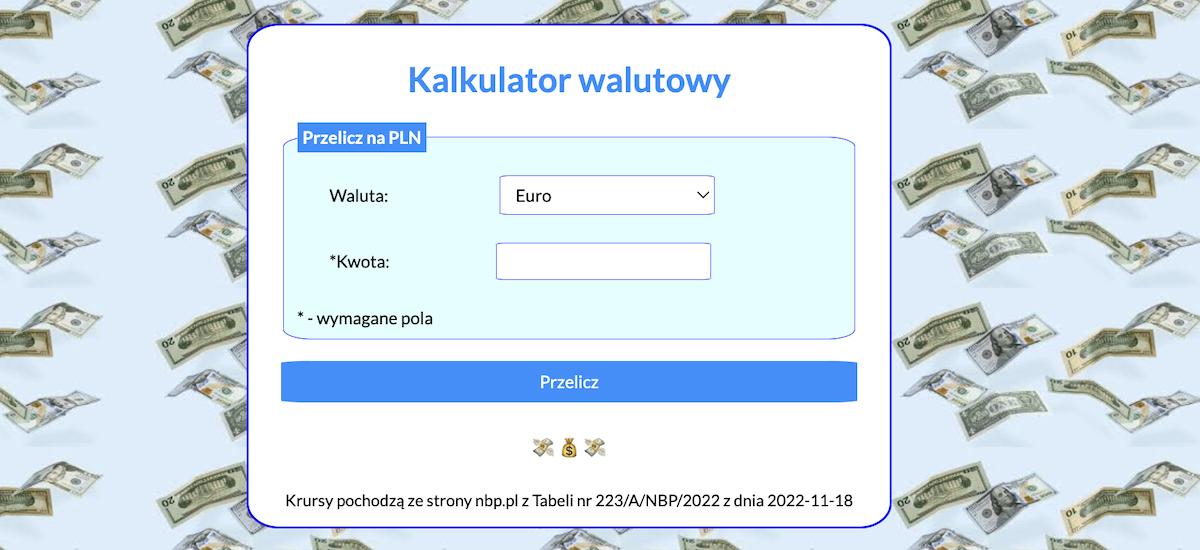 Kalkulator walutowy
Przelicz na PLN
Waluta:
Euro
*Kwota:
* - wymagane pola
Przelicz
Krursy pochodzą ze strony nbp.pl z Tabeli nr 223/A/NBP/2022 z dnia 2022-11-18